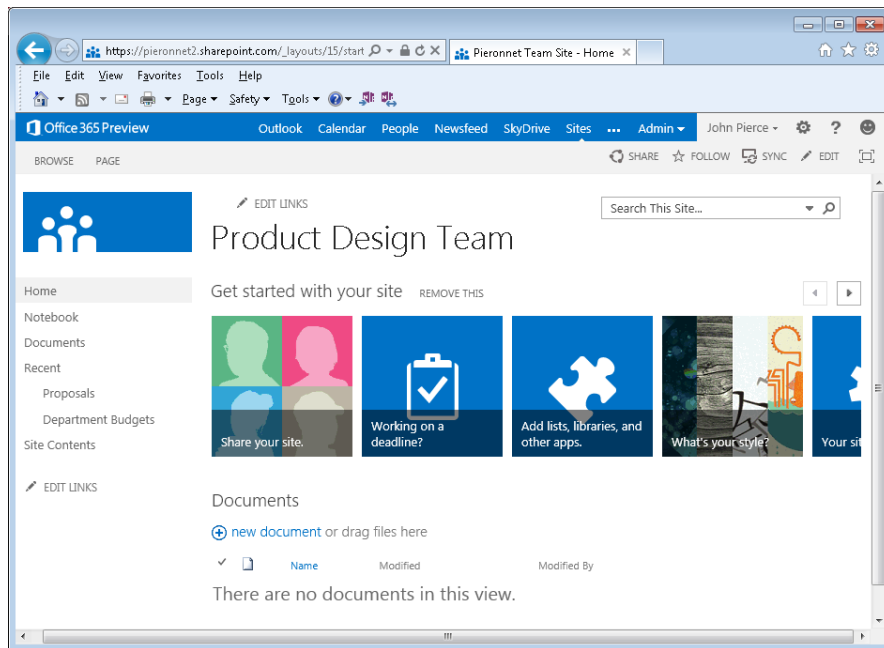 https://pieronnet2.sharepoint.com/_layouts/15/start
Pieronnet Team Site - Home
File Edit View Favorites Tools Help
Page Safety Tools
Office 365 Preview Outlook Calendar People Newsfeed SkyDrive Sites ... Admin John Pierce ?
BROWSE PAGE SHARE FOLLOW SYNC EDIT
EDIT LINKS
Search This Site...
Product Design Team
Home
Notebook
Documents
Recent
Proposals
Department Budgets
Site Contents
EDIT LINKS
Get started with your site REMOVE THIS
Share your site.
Working on a
deadline?
Add lists, libraries, and
other apps.
What's your style?
Your sit
Documents
new document or drag files here
Name Modified Modified By
There are no documents in this view.